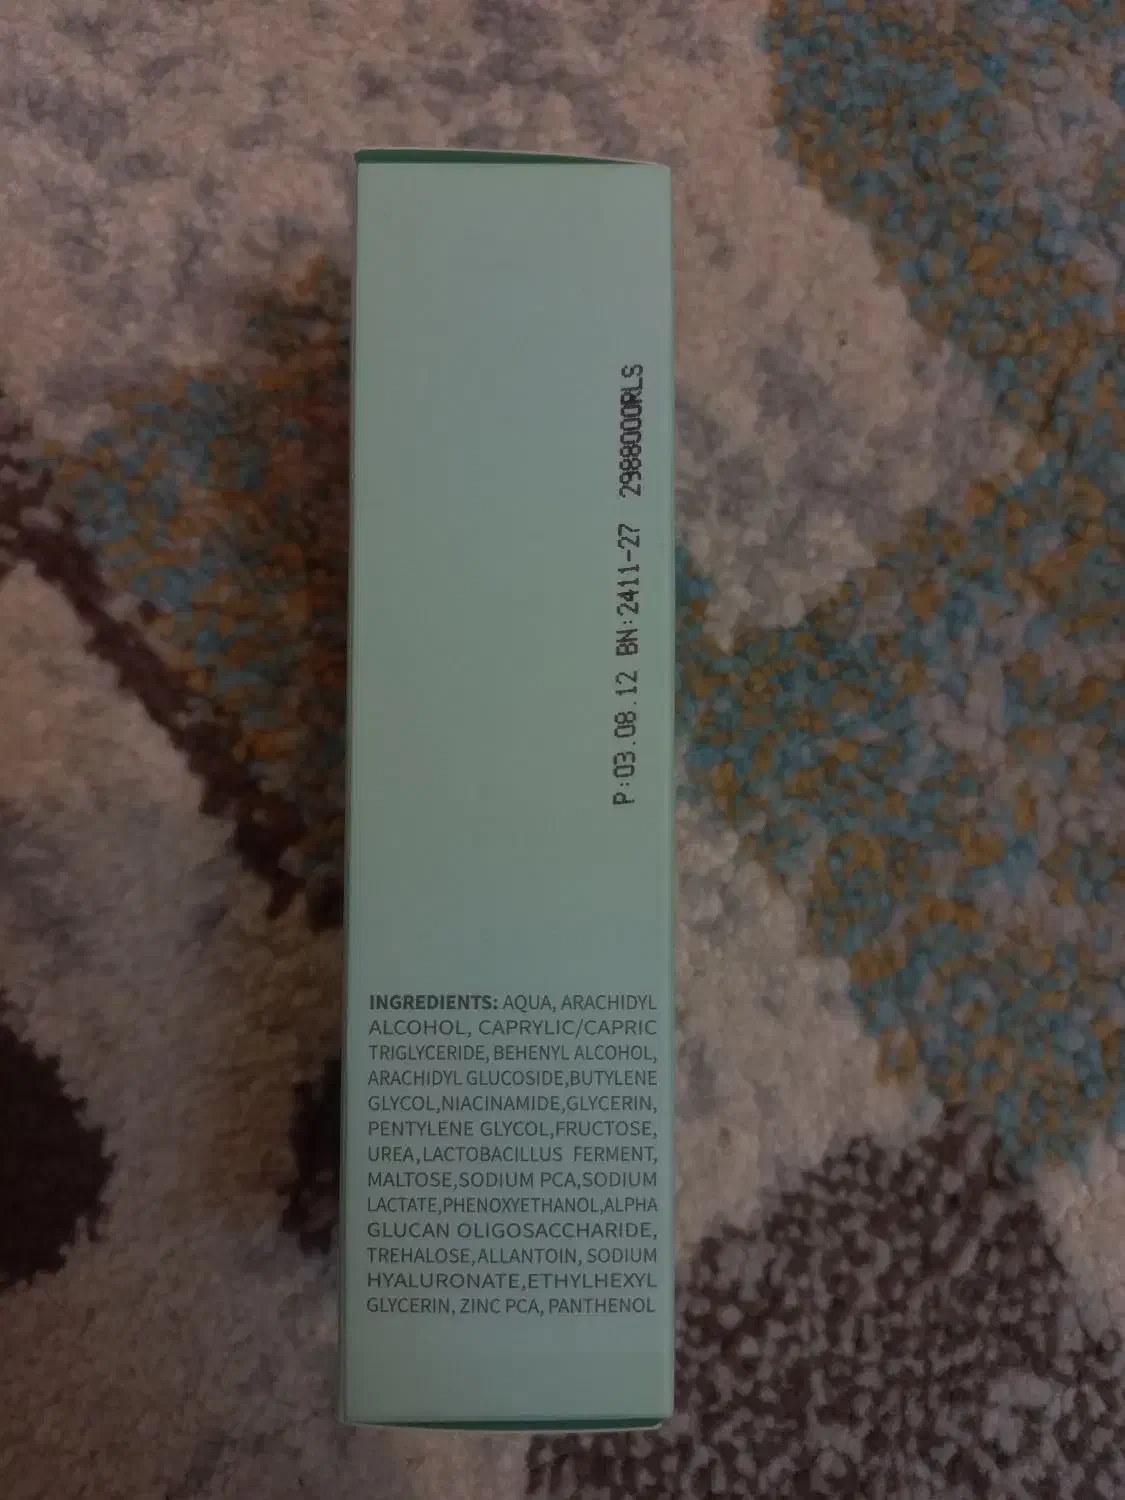 P:03.08.12 BN:2411-27 2988000RLS
INGREDIENTS: AQUA, ARACHIDYL
ALCOHOL, CAPRYLIC/CAPRIC
TRIGLYCERIDE, BEHENYL ALCOHOL,
ARACHIDYL GLUCOSIDE,BUTYLENE
GLYCOL,NIACINAMIDE,GLYCERIN,
PENTYLENE GLYCOL,FRUCTOSE,
UREA,LACTOBACILLUS FERMENT,
MALTOSE,SODIUM PCA,SODIUM
LACTATE,PHENOXYETHANOL,ALPHA
GLUCAN OLIGOSACCHARIDE,
TREHALOSE,ALLANTOIN, SODIUM
HYALURONATE,ETHYLHEXYL
GLYCERIN, ZINC PCA, PANTHENOL